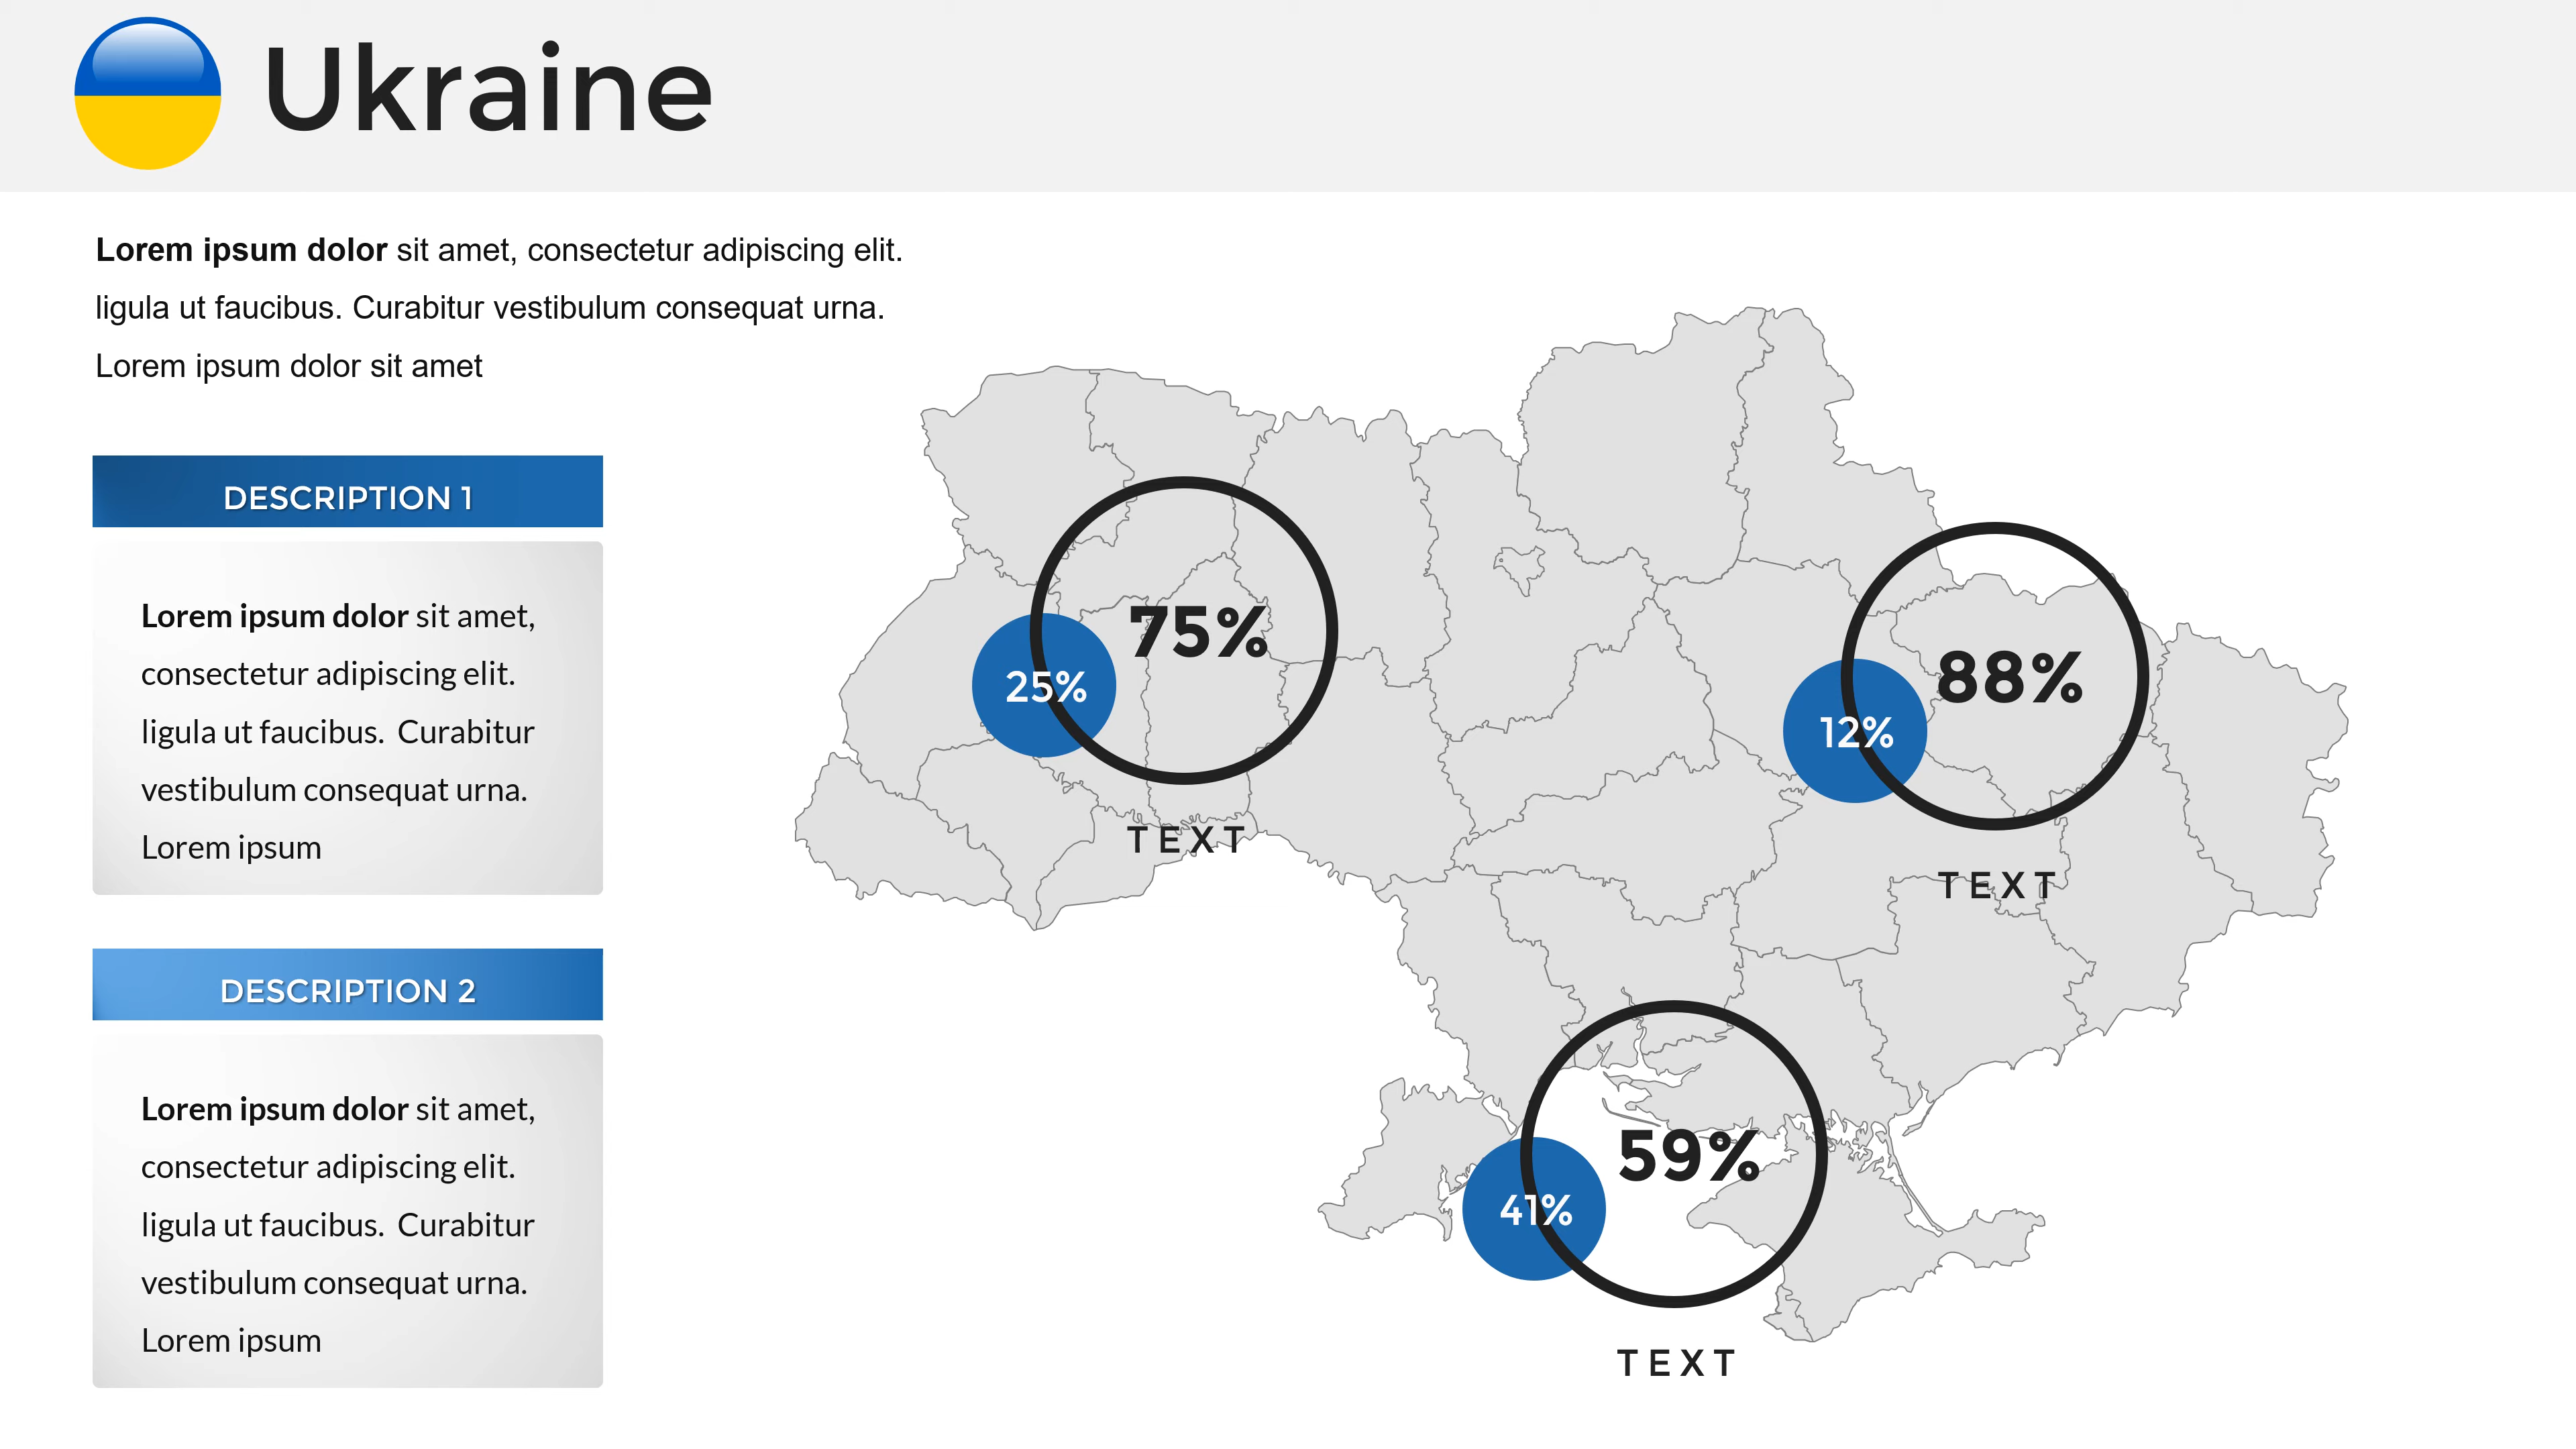 Ukraine
Lorem ipsum dolor sit amet, consectetur adipiscing elit.
ligula ut faucibus. Curabitur vestibulum consequat urna.
Lorem ipsum dolor sit amet
DESCRIPTION 1
Lorem ipsum dolor sit amet,
consectetur adipiscing elit.
ligula ut faucibus.  Curabitur
vestibulum consequat urna.
Lorem ipsum
DESCRIPTION 2
Lorem ipsum dolor sit amet,
consectetur adipiscing elit.
ligula ut faucibus.  Curabitur
vestibulum consequat urna.
Lorem ipsum
75%
25%
TEXT
88%
12%
TEXT
59%
41%
TEXT